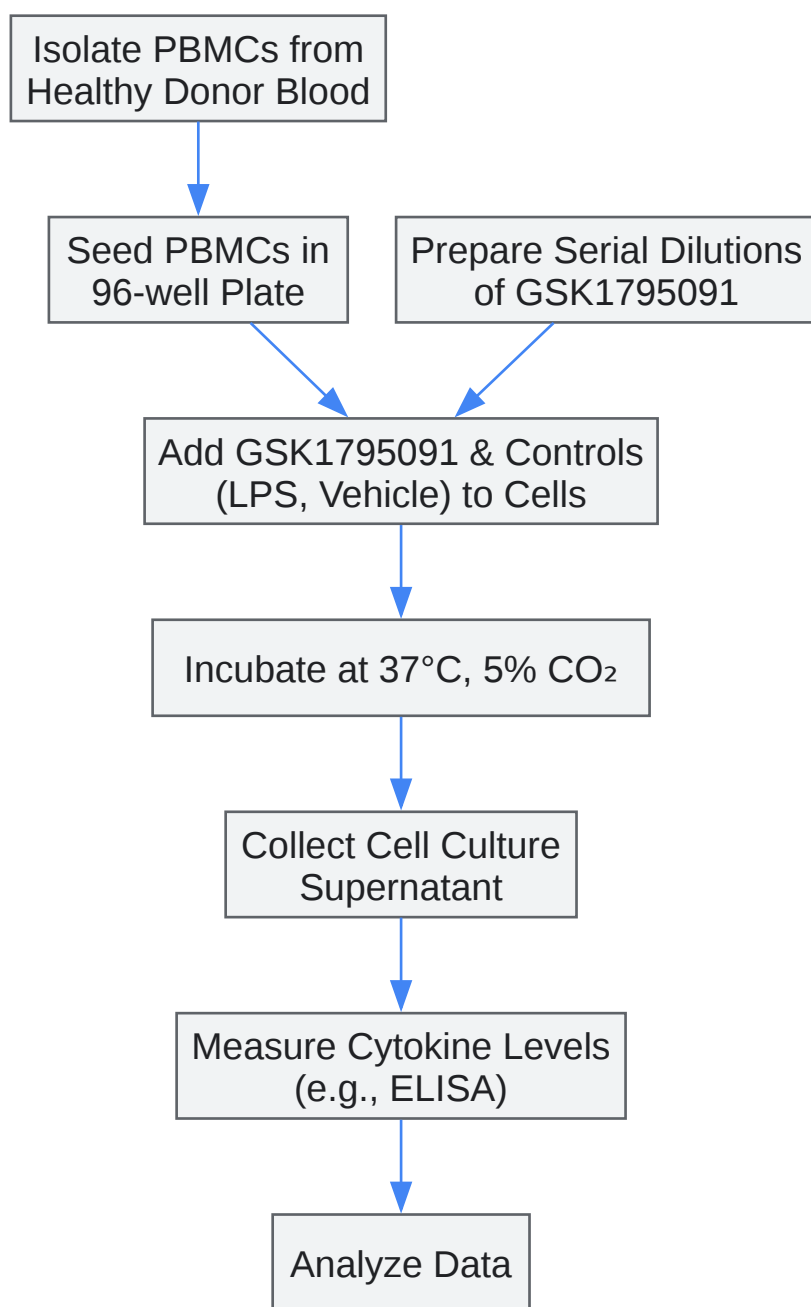 Isolate PBMCs from
Healthy Donor Blood
Seed PBMCs in
96-well Plate
Prepare Serial Dilutions
of GSK1795091
Add GSK1795091 & Controls
(LPS, Vehicle) to Cells
Incubate at 37°C, 5% CO₂
Collect Cell Culture
Supernatant
Measure Cytokine Levels
(e.g., ELISA)
Analyze Data